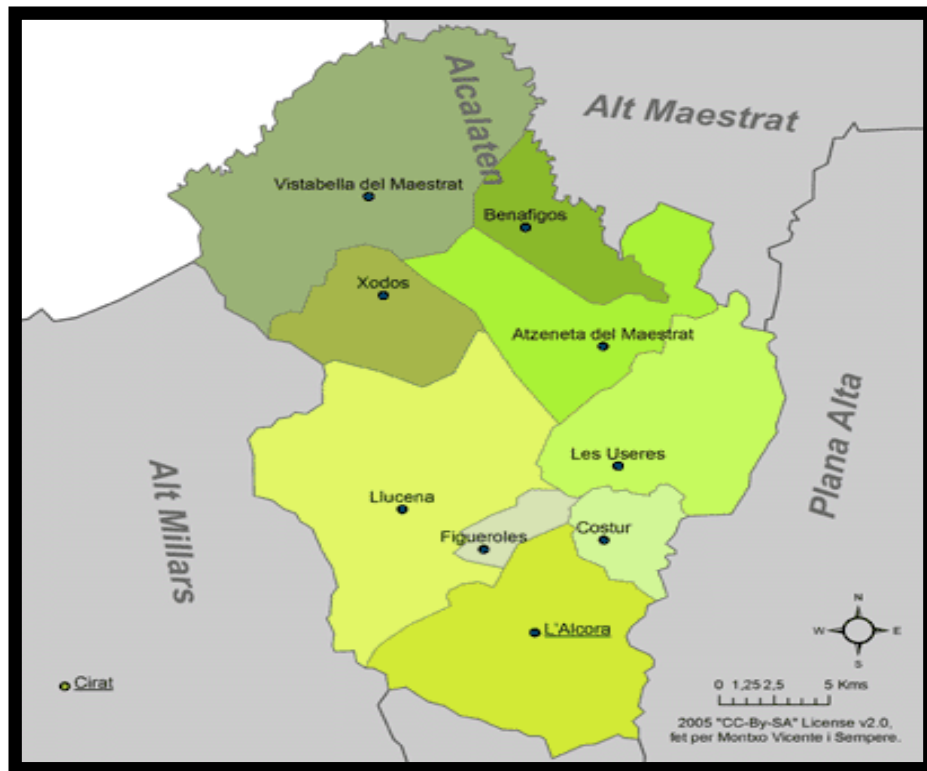 Alcalaten
Alt Maestrat
Vistabella del Maestrat
Benafigos
Xodos
Atzeneta del Maestrat
Plana Alta
Les Useres
Alt Millars
Llucena
Figueroles
Costur
L'Alcora
Cirat
N
W E
S
0 1,25 2,5 5 Kms
2005 "CC-By-SA" License v2.0,
fet per Montxo Vicente i Sempere.